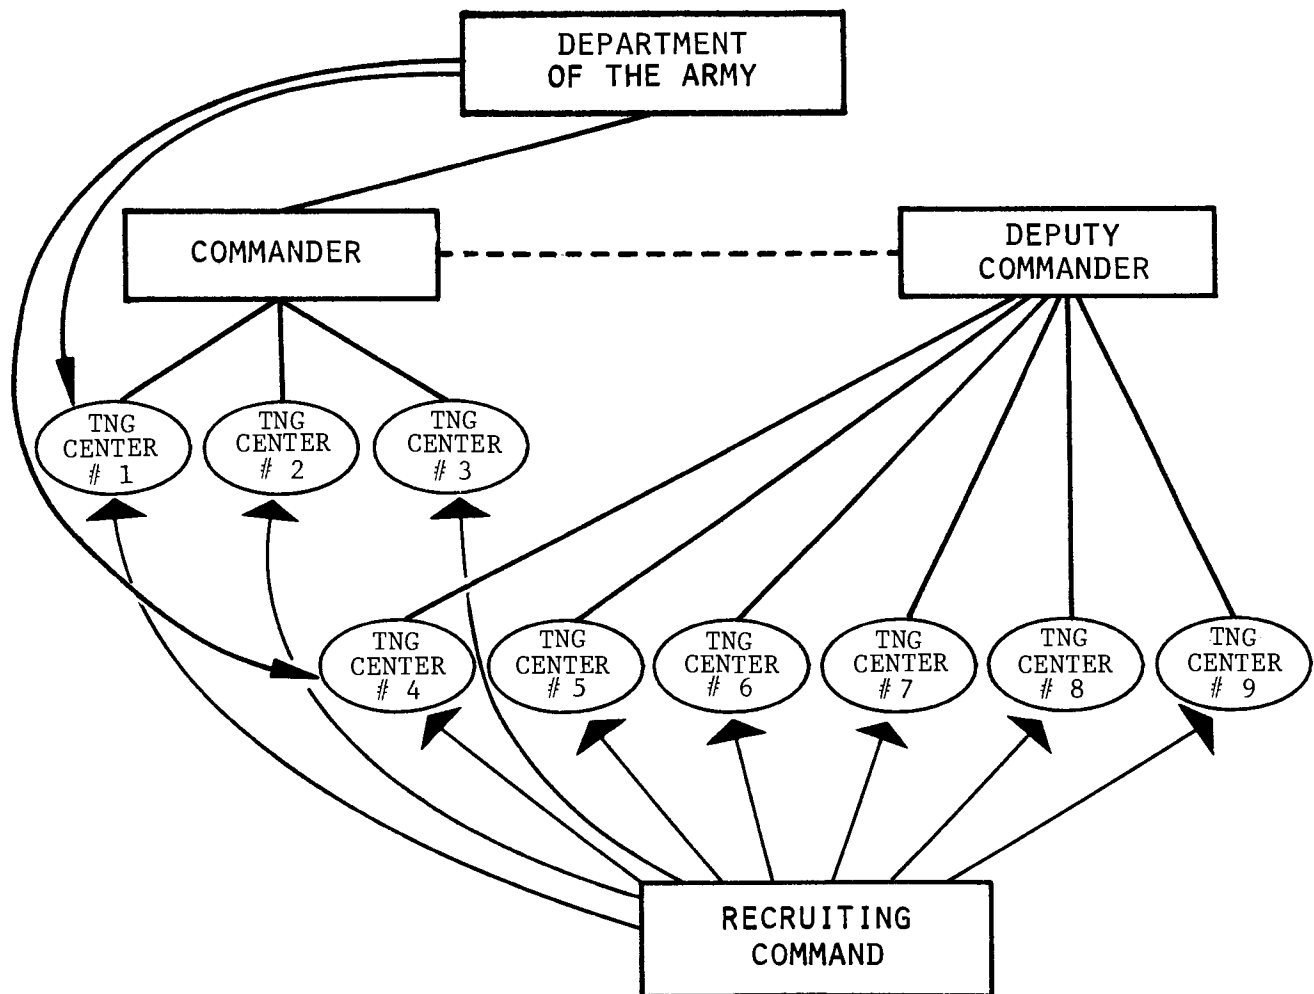 DEPARTMENT
OF THE ARMY
COMMANDER
DEPUTY
COMMANDER
TNG
CENTER
# 1
TNG
CENTER
# 2
TNG
CENTER
# 3
TNG
CENTER
# 4
TNG
CENTER
# 5
TNG
CENTER
# 6
TNG
CENTER
# 7
TNG
CENTER
# 8
TNG
CENTER
# 9
RECRUITING
COMMAND